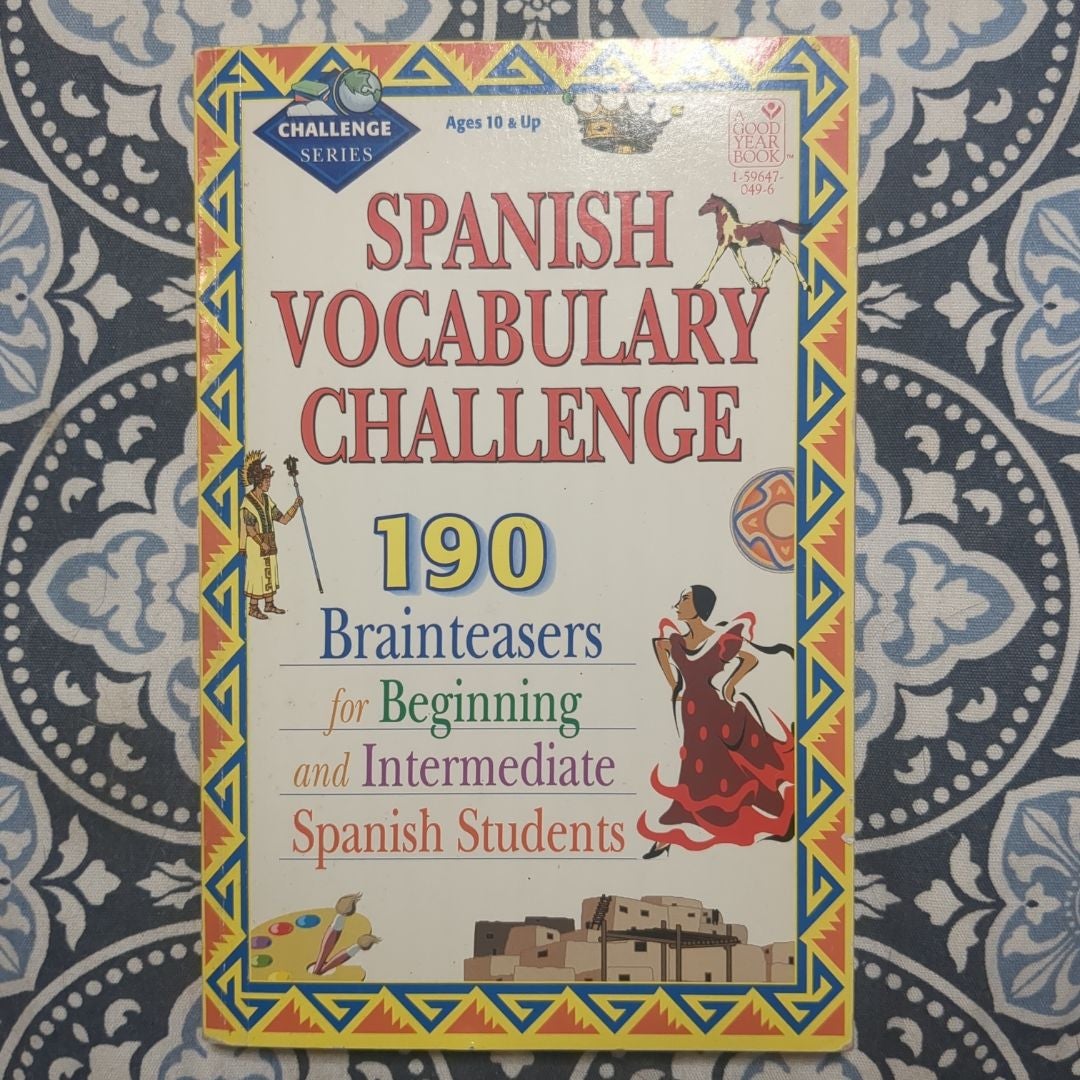 CHALLENGE
SERIES
Ages 10 & Up
A
GOOD
YEAR
BOOK™
1-59647-
049-6
SPANISH
VOCABULARY
CHALLENGE
190
Brainteasers
for Beginning
and Intermediate
Spanish Students